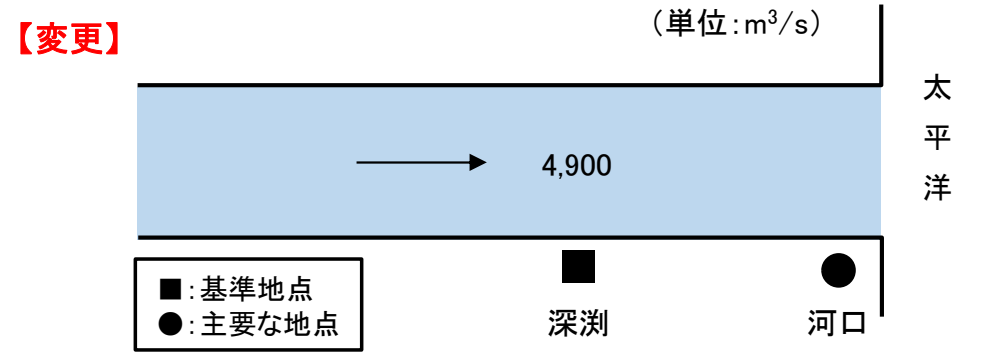 【変更】
（単位：m³/s）
太平洋
4,900
■：基準地点
●：主要な地点
深渕
河口